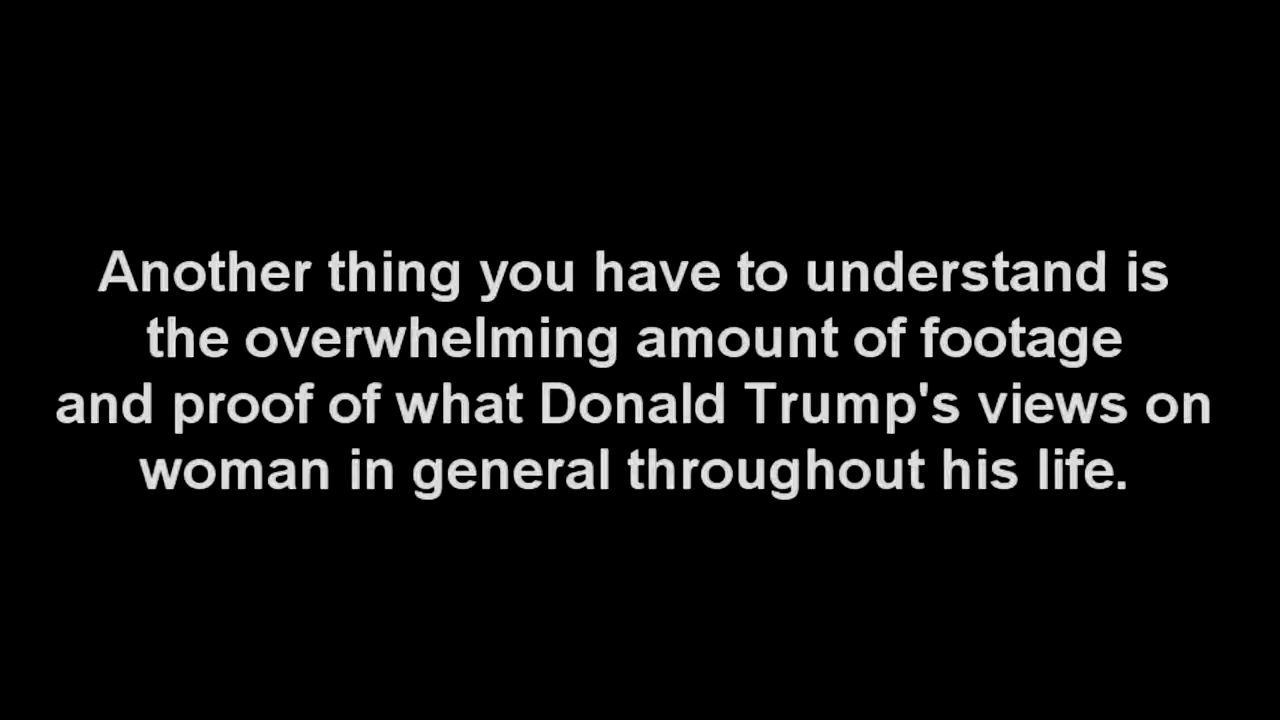 Another thing you have to understand is
the overwhelming amount of footage
and proof of what Donald Trump's views on
woman in general throughout his life.